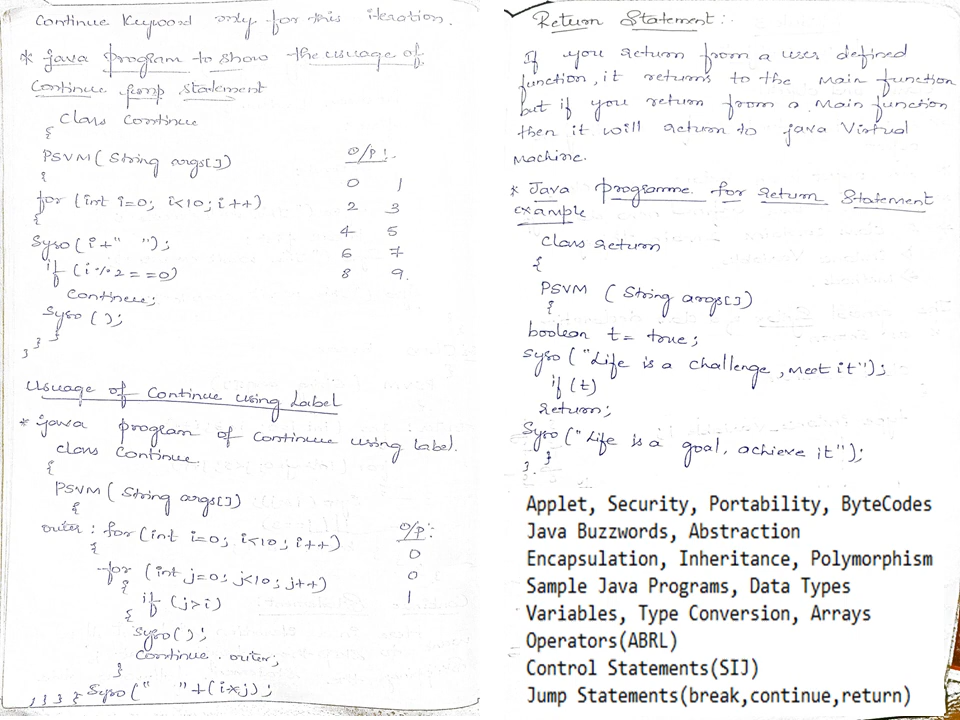 Continue Keyword only for this iteration.
* java program to show the usuage of
Continue jump statement
class Continue
{
PSVM( String args[])
{
for (int i=0; i<10; i++)
{
Syso(i+" ");
if (i%2==0)
Continue;
Syso();
}
} }
O/P:-
0 1
2 3
4 5
6 7
8 9.
Usuage of Continue using Label
* java program of Continue using label.
class Continue
{
PSVM( String args[])
{
outer : for(int i=0; i<10; i++)
{
for (int j=0; j<10; j++)
{
if (j>i)
{
Syso();
Continue outer;
}
Syso(" "+(i*j);
} } } }
O/P:
0
0
1
Return Statement:-
If you return from a user defined
function, it returns to the main function
but if you return from a Main function
then it will return to java Virtual
Machine.
* Java programme for return Statement
example
class return
{
PSVM ( String args[])
{
boolean t= true;
Syso("Life is a challenge, meet it");
if (t)
return;
Syso("Life is a goal, achieve it");
} }
Applet, Security, Portability, ByteCodes
Java Buzzwords, Abstraction
Encapsulation, Inheritance, Polymorphism
Sample Java Programs, Data Types
Variables, Type Conversion, Arrays
Operators(ABRL)
Control Statements(SIJ)
Jump Statements(break,continue,return)